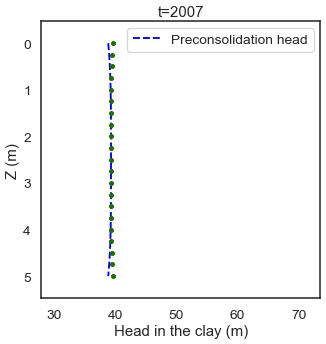 t=2007
Preconsolidation head
0
1
2
3
4
5
Z (m)
30 40 50 60 70
Head in the clay (m)